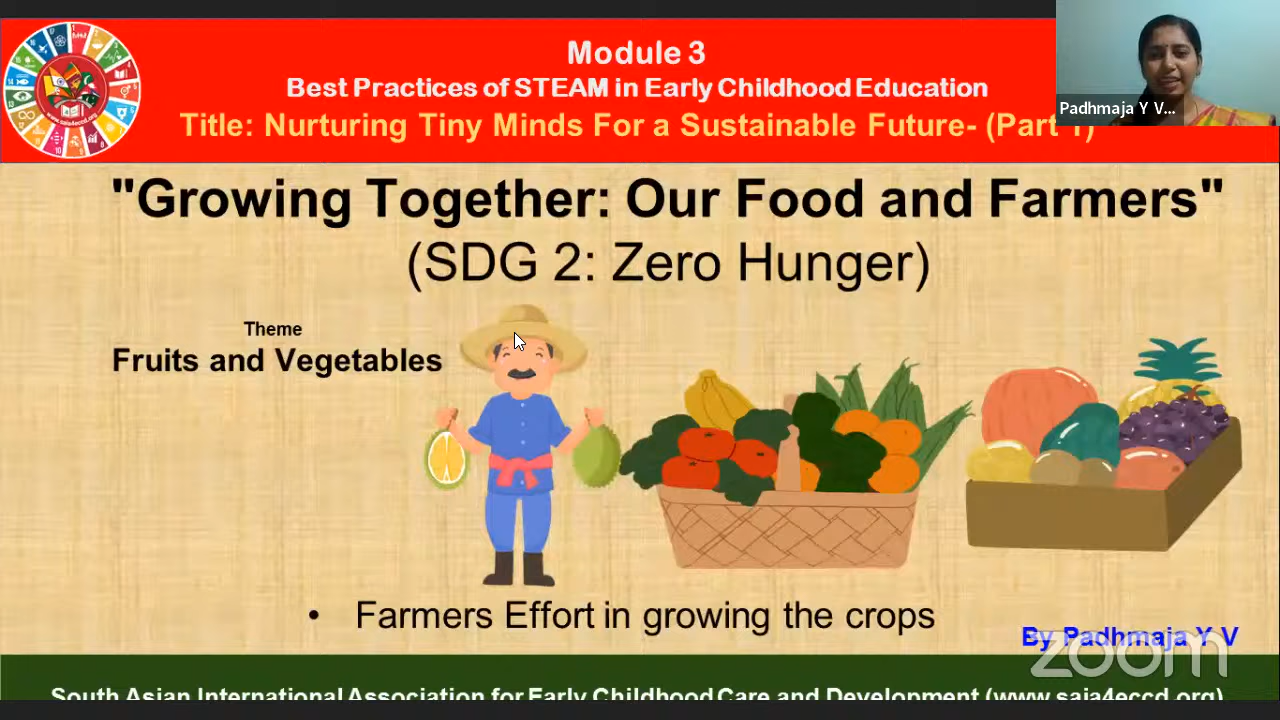 Module 3
Best Practices of STEAM in Early Childhood Education
Title: Nurturing Tiny Minds For a Sustainable Future- (Part 1)
Padhmaja Y V...
"Growing Together: Our Food and Farmers"
(SDG 2: Zero Hunger)
Theme
Fruits and Vegetables
• Farmers Effort in growing the crops
By Padhmaja Y V
zoom
South Asian International Association for Early Childhood Care and Development (www.saia4eccd.org)